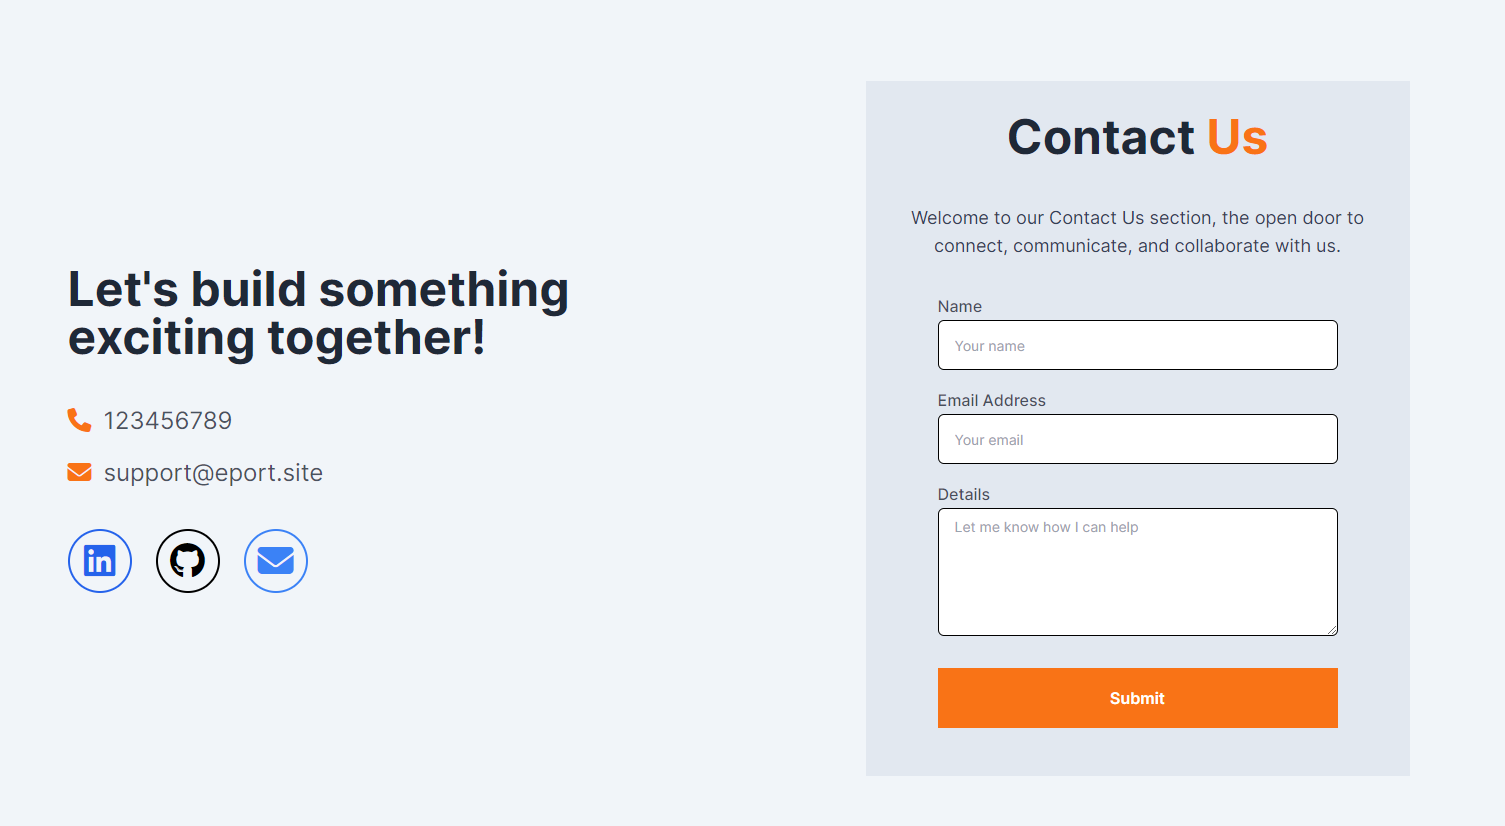 Let's build something
exciting together!
123456789
support@eport.site
in
Contact Us
Welcome to our Contact Us section, the open door to
connect, communicate, and collaborate with us.
Name
Your name
Email Address
Your email
Details
Let me know how I can help
Submit